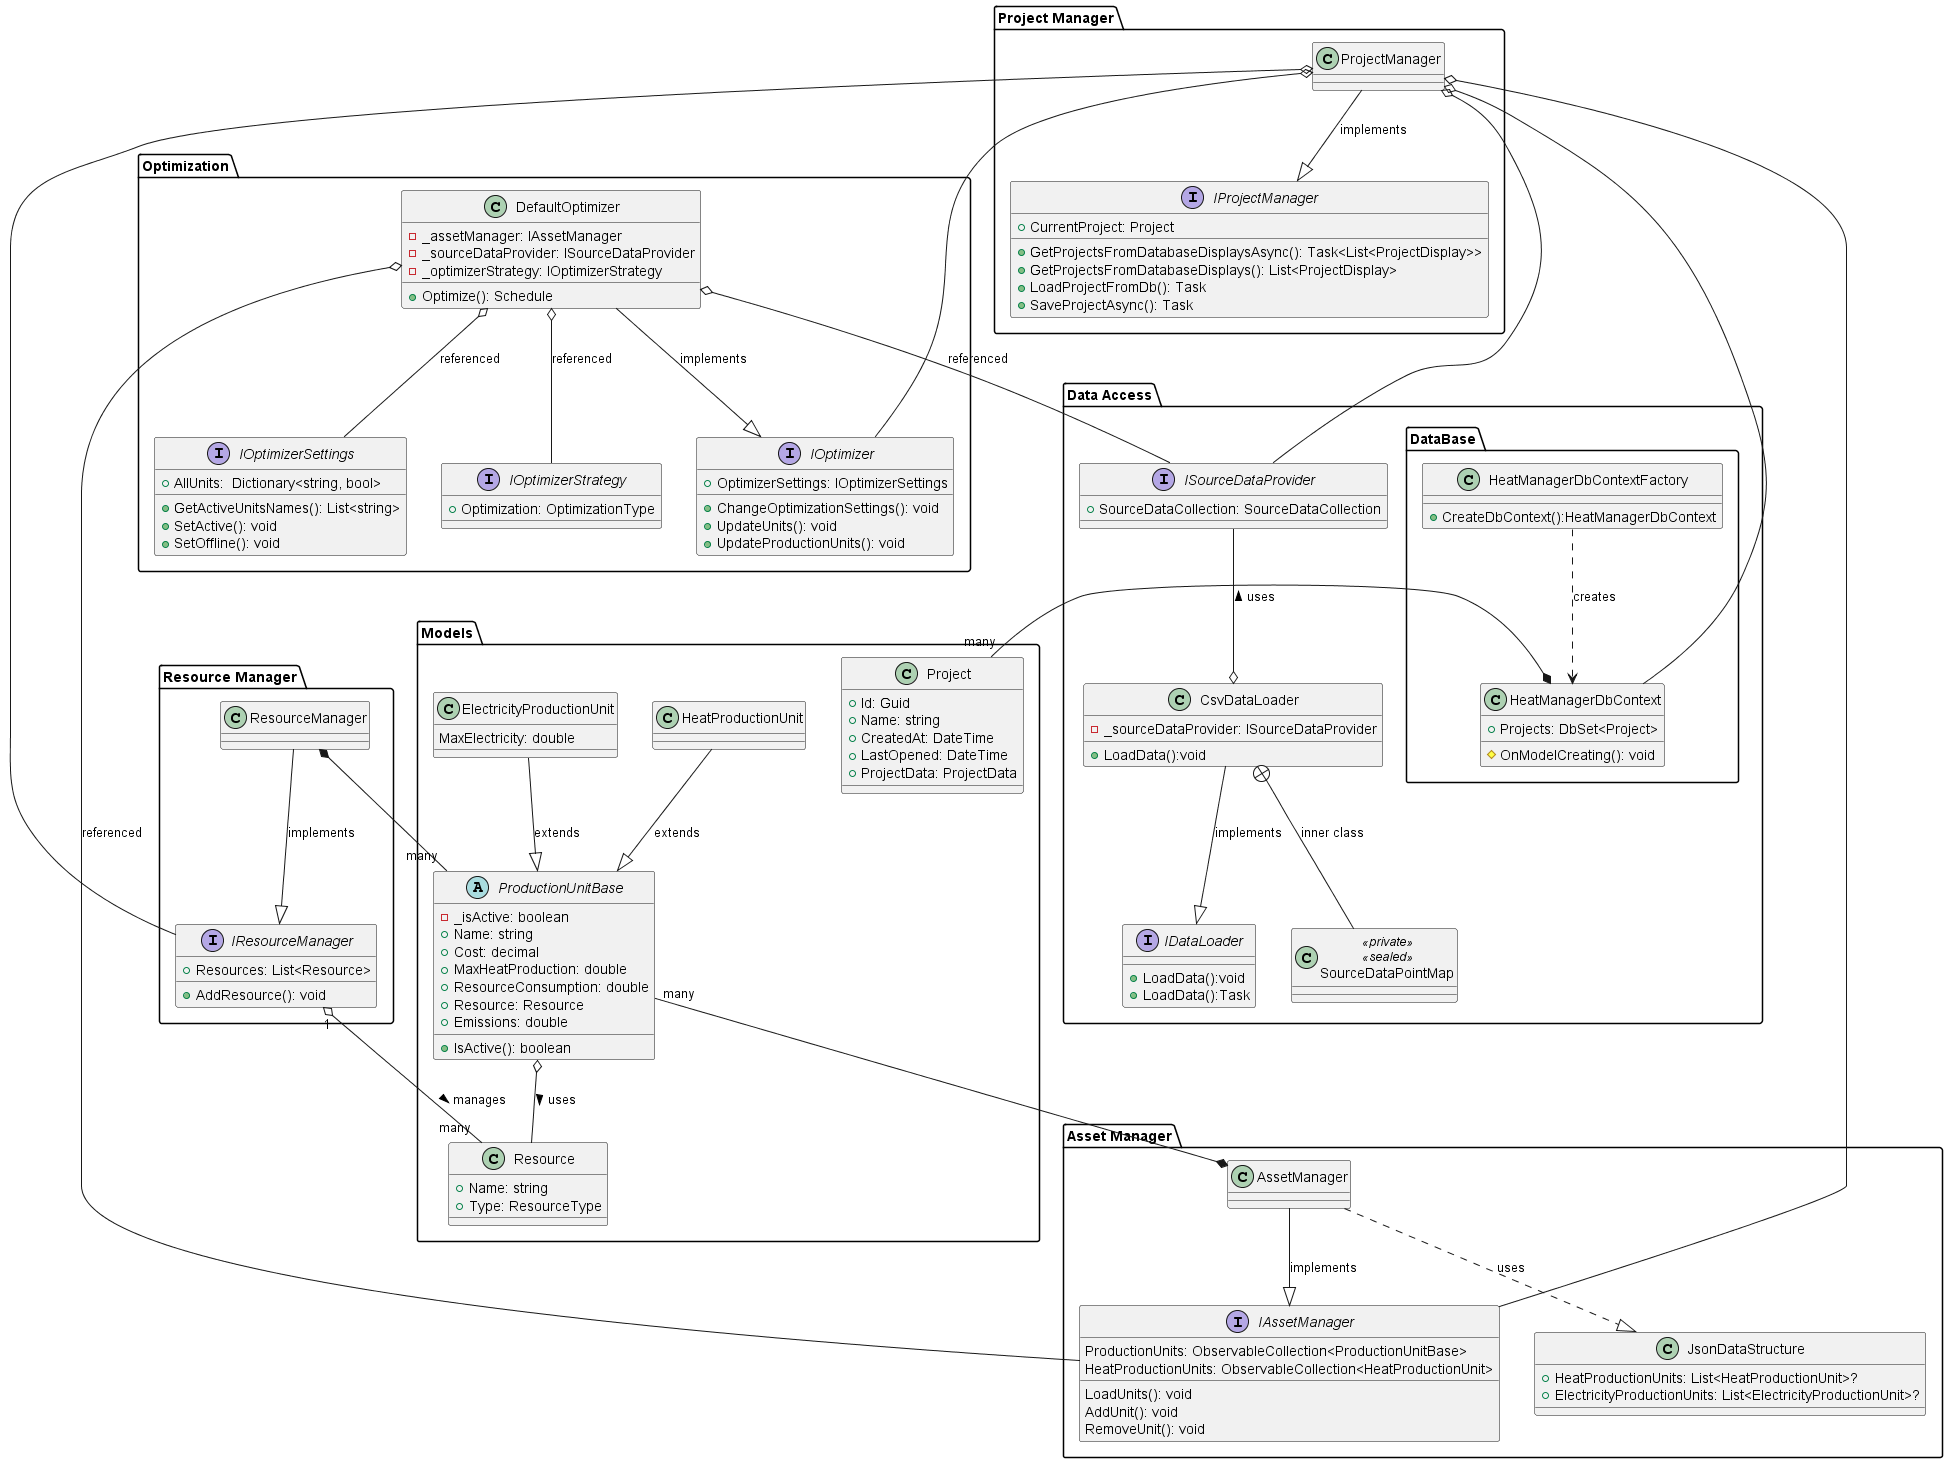 Project Manager
C ProjectManager
implements
I IProjectManager
CurrentProject: Project
GetProjectsFromDatabaseDisplaysAsync(): Task<List<ProjectDisplay>>
GetProjectsFromDatabaseDisplays(): List<ProjectDisplay>
LoadProjectFromDb(): Task
SaveProjectAsync(): Task
Optimization
C DefaultOptimizer
_assetManager: IAssetManager
_sourceDataProvider: ISourceDataProvider
_optimizerStrategy: IOptimizerStrategy
Optimize(): Schedule
referenced
referenced
implements
referenced
I IOptimizerSettings
AllUnits:  Dictionary<string, bool>
GetActiveUnitsNames(): List<string>
SetActive(): void
SetOffline(): void
I IOptimizerStrategy
Optimization: OptimizationType
I IOptimizer
OptimizerSettings: IOptimizerSettings
ChangeOptimizationSettings(): void
UpdateUnits(): void
UpdateProductionUnits(): void
Data Access
I ISourceDataProvider
SourceDataCollection: SourceDataCollection
DataBase
C HeatManagerDbContextFactory
CreateDbContext():HeatManagerDbContext
uses
creates
many
C HeatManagerDbContext
Projects: DbSet<Project>
OnModelCreating(): void
C CsvDataLoader
_sourceDataProvider: ISourceDataProvider
LoadData():void
implements
inner class
I IDataLoader
LoadData():void
LoadData():Task
C «private»
«sealed»
SourceDataPointMap
Models
C Project
Id: Guid
Name: string
CreatedAt: DateTime
LastOpened: DateTime
ProjectData: ProjectData
C ElectricityProductionUnit
MaxElectricity: double
C HeatProductionUnit
extends
extends
Resource Manager
C ResourceManager
implements
referenced
many
A ProductionUnitBase
_isActive: boolean
Name: string
Cost: decimal
MaxHeatProduction: double
ResourceConsumption: double
Resource: Resource
Emissions: double
IsActive(): boolean
many
I IResourceManager
Resources: List<Resource>
AddResource(): void
1
manages
uses
many
C Resource
Name: string
Type: ResourceType
Asset Manager
C AssetManager
implements
uses
I IAssetManager
ProductionUnits: ObservableCollection<ProductionUnitBase>
HeatProductionUnits: ObservableCollection<HeatProductionUnit>
LoadUnits(): void
AddUnit(): void
RemoveUnit(): void
C JsonDataStructure
HeatProductionUnits: List<HeatProductionUnit>?
ElectricityProductionUnits: List<ElectricityProductionUnit>?